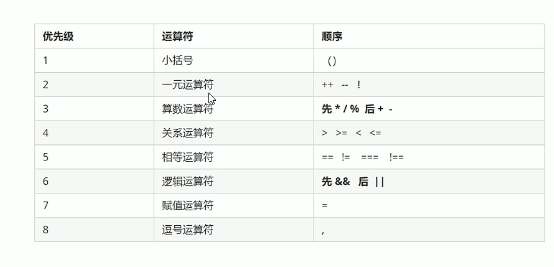 优先级 运算符 顺序
1 小括号 ()
2 一元运算符 ++ -- !
3 算数运算符 先 * / % 后 + -
4 关系运算符 > >= < <=
5 相等运算符 == != === !==
6 逻辑运算符 先 && 后 ||
7 赋值运算符 =
8 逗号运算符 ,